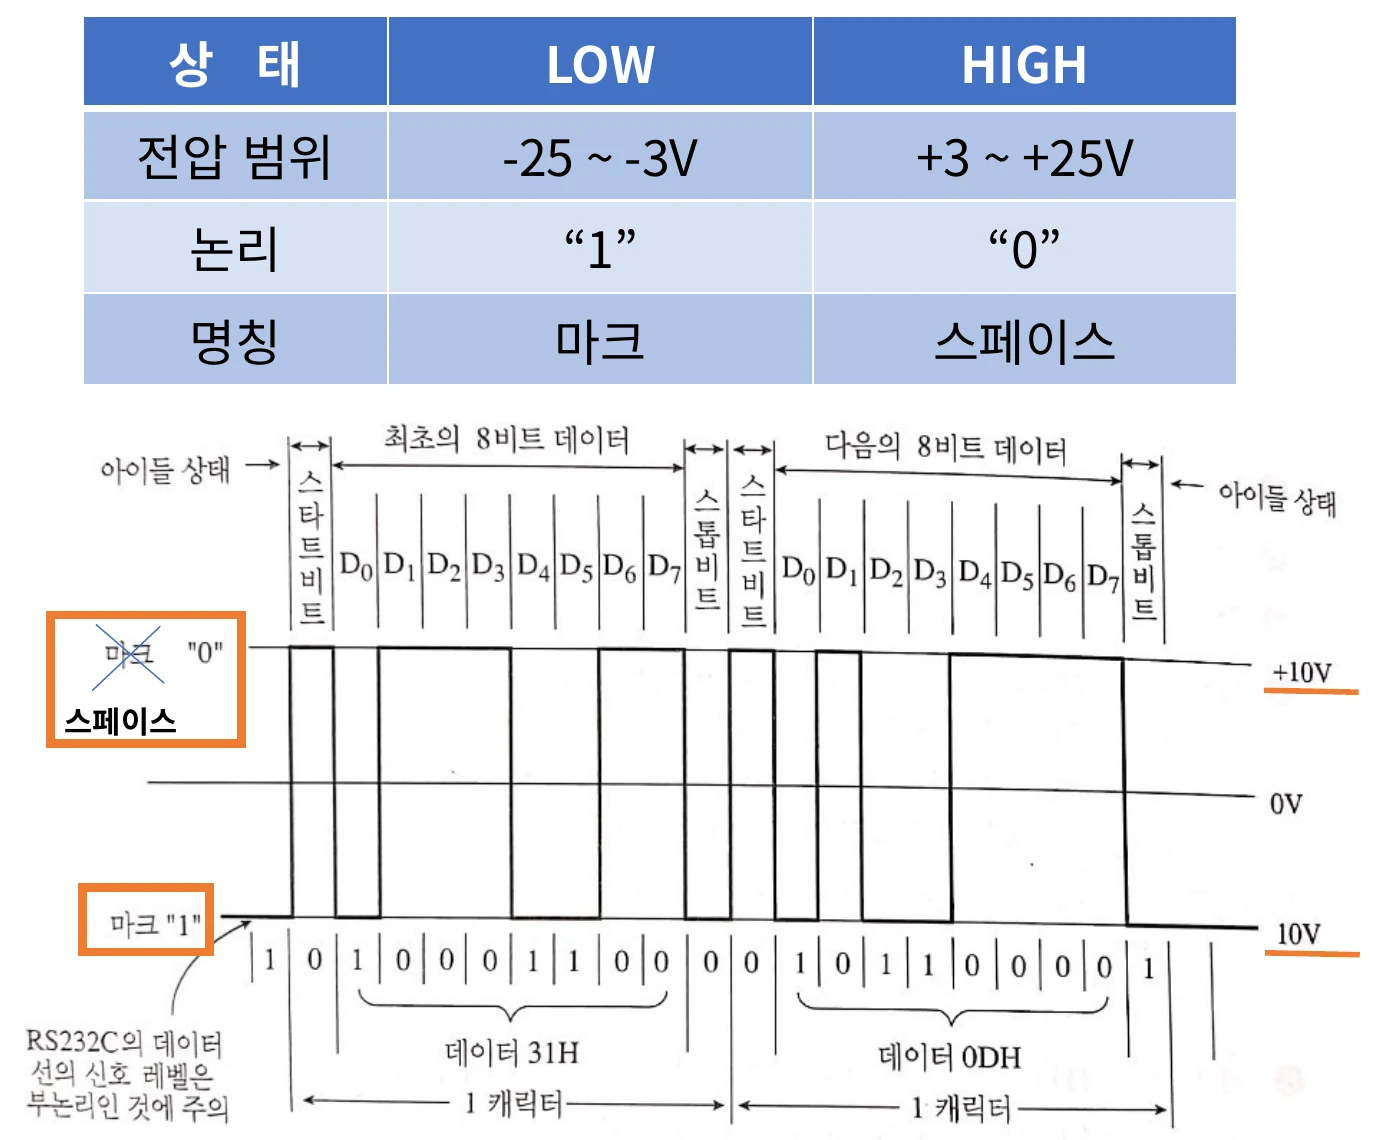 상 태 LOW HIGH
전압 범위 -25 ~ -3V +3 ~ +25V
논리 “1” “0”
명칭 마크 스페이스
최초의 8비트 데이터
다음의 8비트 데이터
아이들 상태
아이들 상태
스타트비트
D0 D1 D2 D3 D4 D5 D6 D7
스톱비트
스타트비트
D0 D1 D2 D3 D4 D5 D6 D7
스톱비트
마크 "0"
스페이스
+10V
0V
마크 "1"
10V
1 0 1 0 0 0 1 1 0 0 0 0 1 0 1 1 0 0 0 0 1
데이터 31H
데이터 0DH
RS232C의 데이터
선의 신호 레벨은
부논리인 것에 주의
1 캐릭터
1 캐릭터